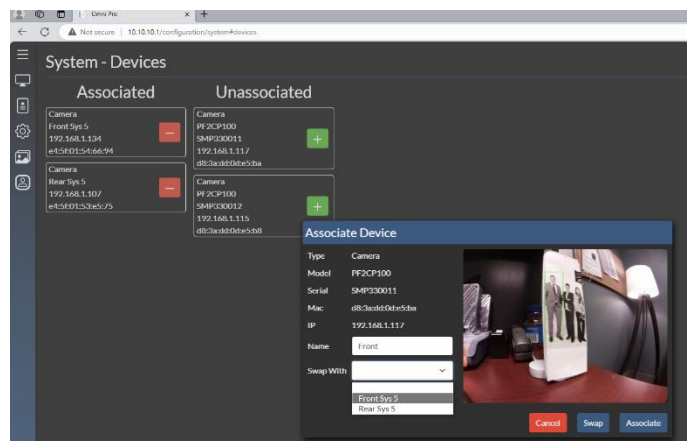 Omni Pro
Not secure | 10.10.10.1/configuration/system#devices
System - Devices
Associated
Camera
Front Sys 5
192.168.1.134
e4:5f:01:54:66:94
Camera
Rear Sys 5
192.168.1.107
e4:5f:01:53:e5:75
Unassociated
Camera
PF2CP100
SMP330011
192.168.1.117
d8:3a:dd:0d:e5:ba
Camera
PF2CP100
SMP330012
192.168.1.115
d8:3a:dd:0d:e5:b8
Associate Device
Type Camera
Model PF2CP100
Serial SMP330011
Mac d8:3a:dd:0d:e5:ba
IP 192.168.1.117
Name Front
Swap With
Front Sys 5
Rear Sys 5
Cancel Swap Associate